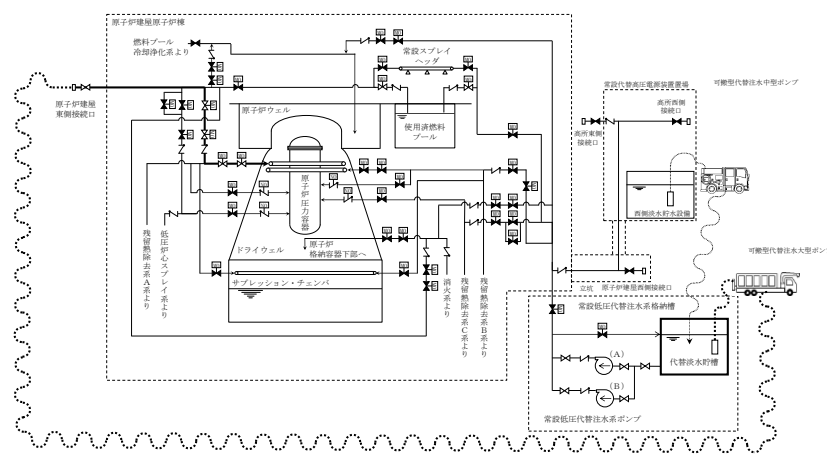 原子炉建屋原子炉棟
燃料プール
冷却浄化系より
常設スプレイ
ヘッダ
原子炉建屋
東側接続口
原子炉ウェル
使用済燃料
プール
常設代替高圧電源装置置場
可搬型代替注水中型ポンプ
高所西側
接続口
高所東側
接続口
西側淡水貯水設備
原子炉圧力容器
ドライウェル
原子炉
格納容器下部へ
サプレッション・チェンバ
残留熱除去系A系より
低圧炉心スプレイ系より
消火系より
残留熱除去系C系より
残留熱除去系B系より
可搬型代替注水大型ポンプ
立坑
原子炉建屋西側接続口
常設低圧代替注水系格納槽
(A)
(B)
代替淡水貯槽
常設低圧代替注水系ポンプ